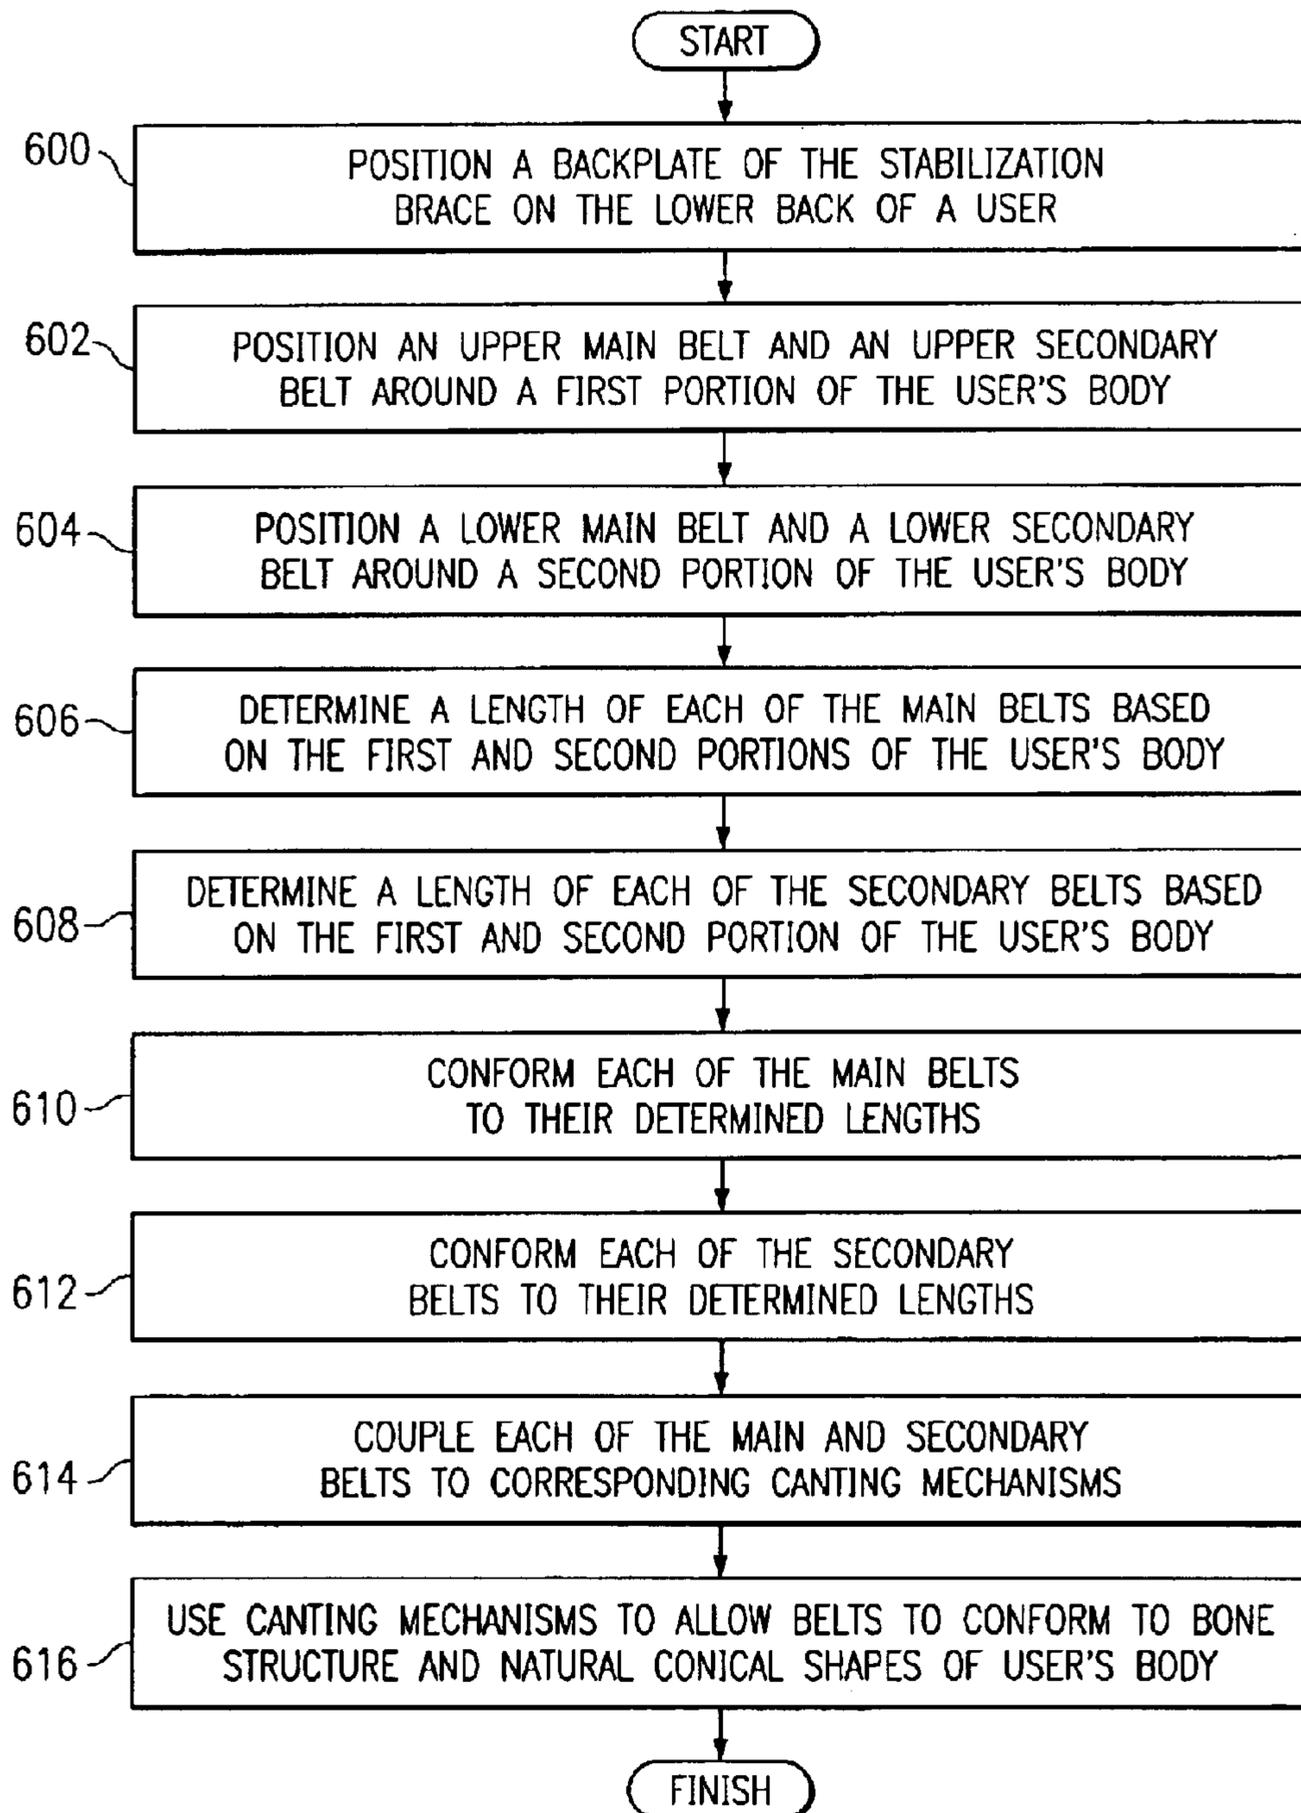 START
600
POSITION A BACKPLATE OF THE STABILIZATION
BRACE ON THE LOWER BACK OF A USER
602
POSITION AN UPPER MAIN BELT AND AN UPPER SECONDARY
BELT AROUND A FIRST PORTION OF THE USER'S BODY
604
POSITION A LOWER MAIN BELT AND A LOWER SECONDARY
BELT AROUND A SECOND PORTION OF THE USER'S BODY
606
DETERMINE A LENGTH OF EACH OF THE MAIN BELTS BASED
ON THE FIRST AND SECOND PORTIONS OF THE USER'S BODY
608
DETERMINE A LENGTH OF EACH OF THE SECONDARY BELTS BASED
ON THE FIRST AND SECOND PORTION OF THE USER'S BODY
610
CONFORM EACH OF THE MAIN BELTS
TO THEIR DETERMINED LENGTHS
612
CONFORM EACH OF THE SECONDARY
BELTS TO THEIR DETERMINED LENGTHS
614
COUPLE EACH OF THE MAIN AND SECONDARY
BELTS TO CORRESPONDING CANTING MECHANISMS
616
USE CANTING MECHANISMS TO ALLOW BELTS TO CONFORM TO BONE
STRUCTURE AND NATURAL CONICAL SHAPES OF USER'S BODY
FINISH